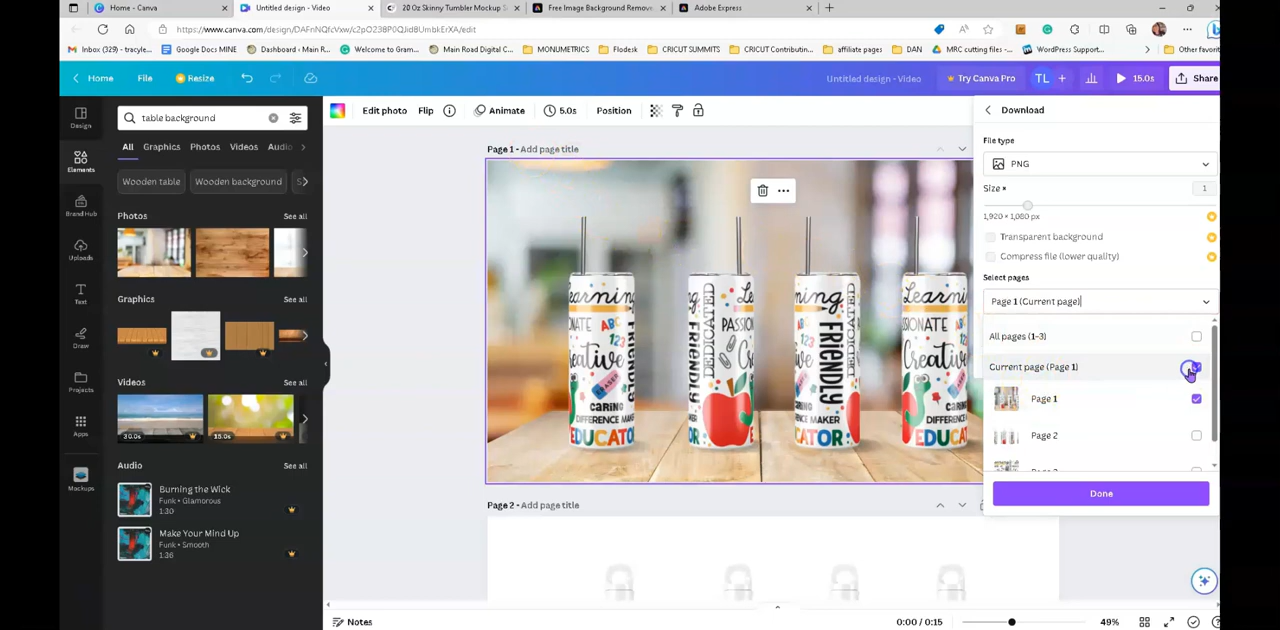 Home - Canva
Untitled design - Video
20 Oz Skinny Tumbler Mockup S
Free Image Background Remove
Adobe Express
https://www.canva.com/design/DAFnNQfcVxw/c2pO238P0QJid8UmbkErXA/edit
Inbox (329) - tracyle...
Google Docs MINE
Dashboard ‹ Main R...
Welcome to Gram...
Main Road Digital C...
MONUMETRICS
Flodesk
CRICUT SUMMITS
CRICUT Contributin...
affiliate pages
DAN
MRC cutting files -...
WordPress Support...
Other favorit
Home
File
Resize
Untitled design - Video
Try Canva Pro
TL
15.0s
Share
Design
Elements
Brand Hub
Uploads
Text
Draw
Projects
Apps
Mockups
table background
All
Graphics
Photos
Videos
Audio
Wooden table
Wooden background
Photos
See all
Graphics
See all
Videos
See all
30.0s
15.0s
Audio
See all
Burning the Wick
Funk • Glamorous
1:30
Make Your Mind Up
Funk • Smooth
1:36
Edit photo
Flip
Animate
5.0s
Position
Page 1 - Add page title
Learning
ABC
123
Creative
FRIENDLY
ERASER
CARING
DIFFERENCE MAKER
EDUCATOR
DEDICATED
PASSION
Page 2 - Add page title
Download
File type
PNG
Size ×
1
1,920 × 1,080 px
Transparent background
Compress file (lower quality)
Select pages
Page 1 (Current page)
All pages (1-3)
Current page (Page 1)
Page 1
Page 2
Done
Notes
0:00 / 0:15
49%